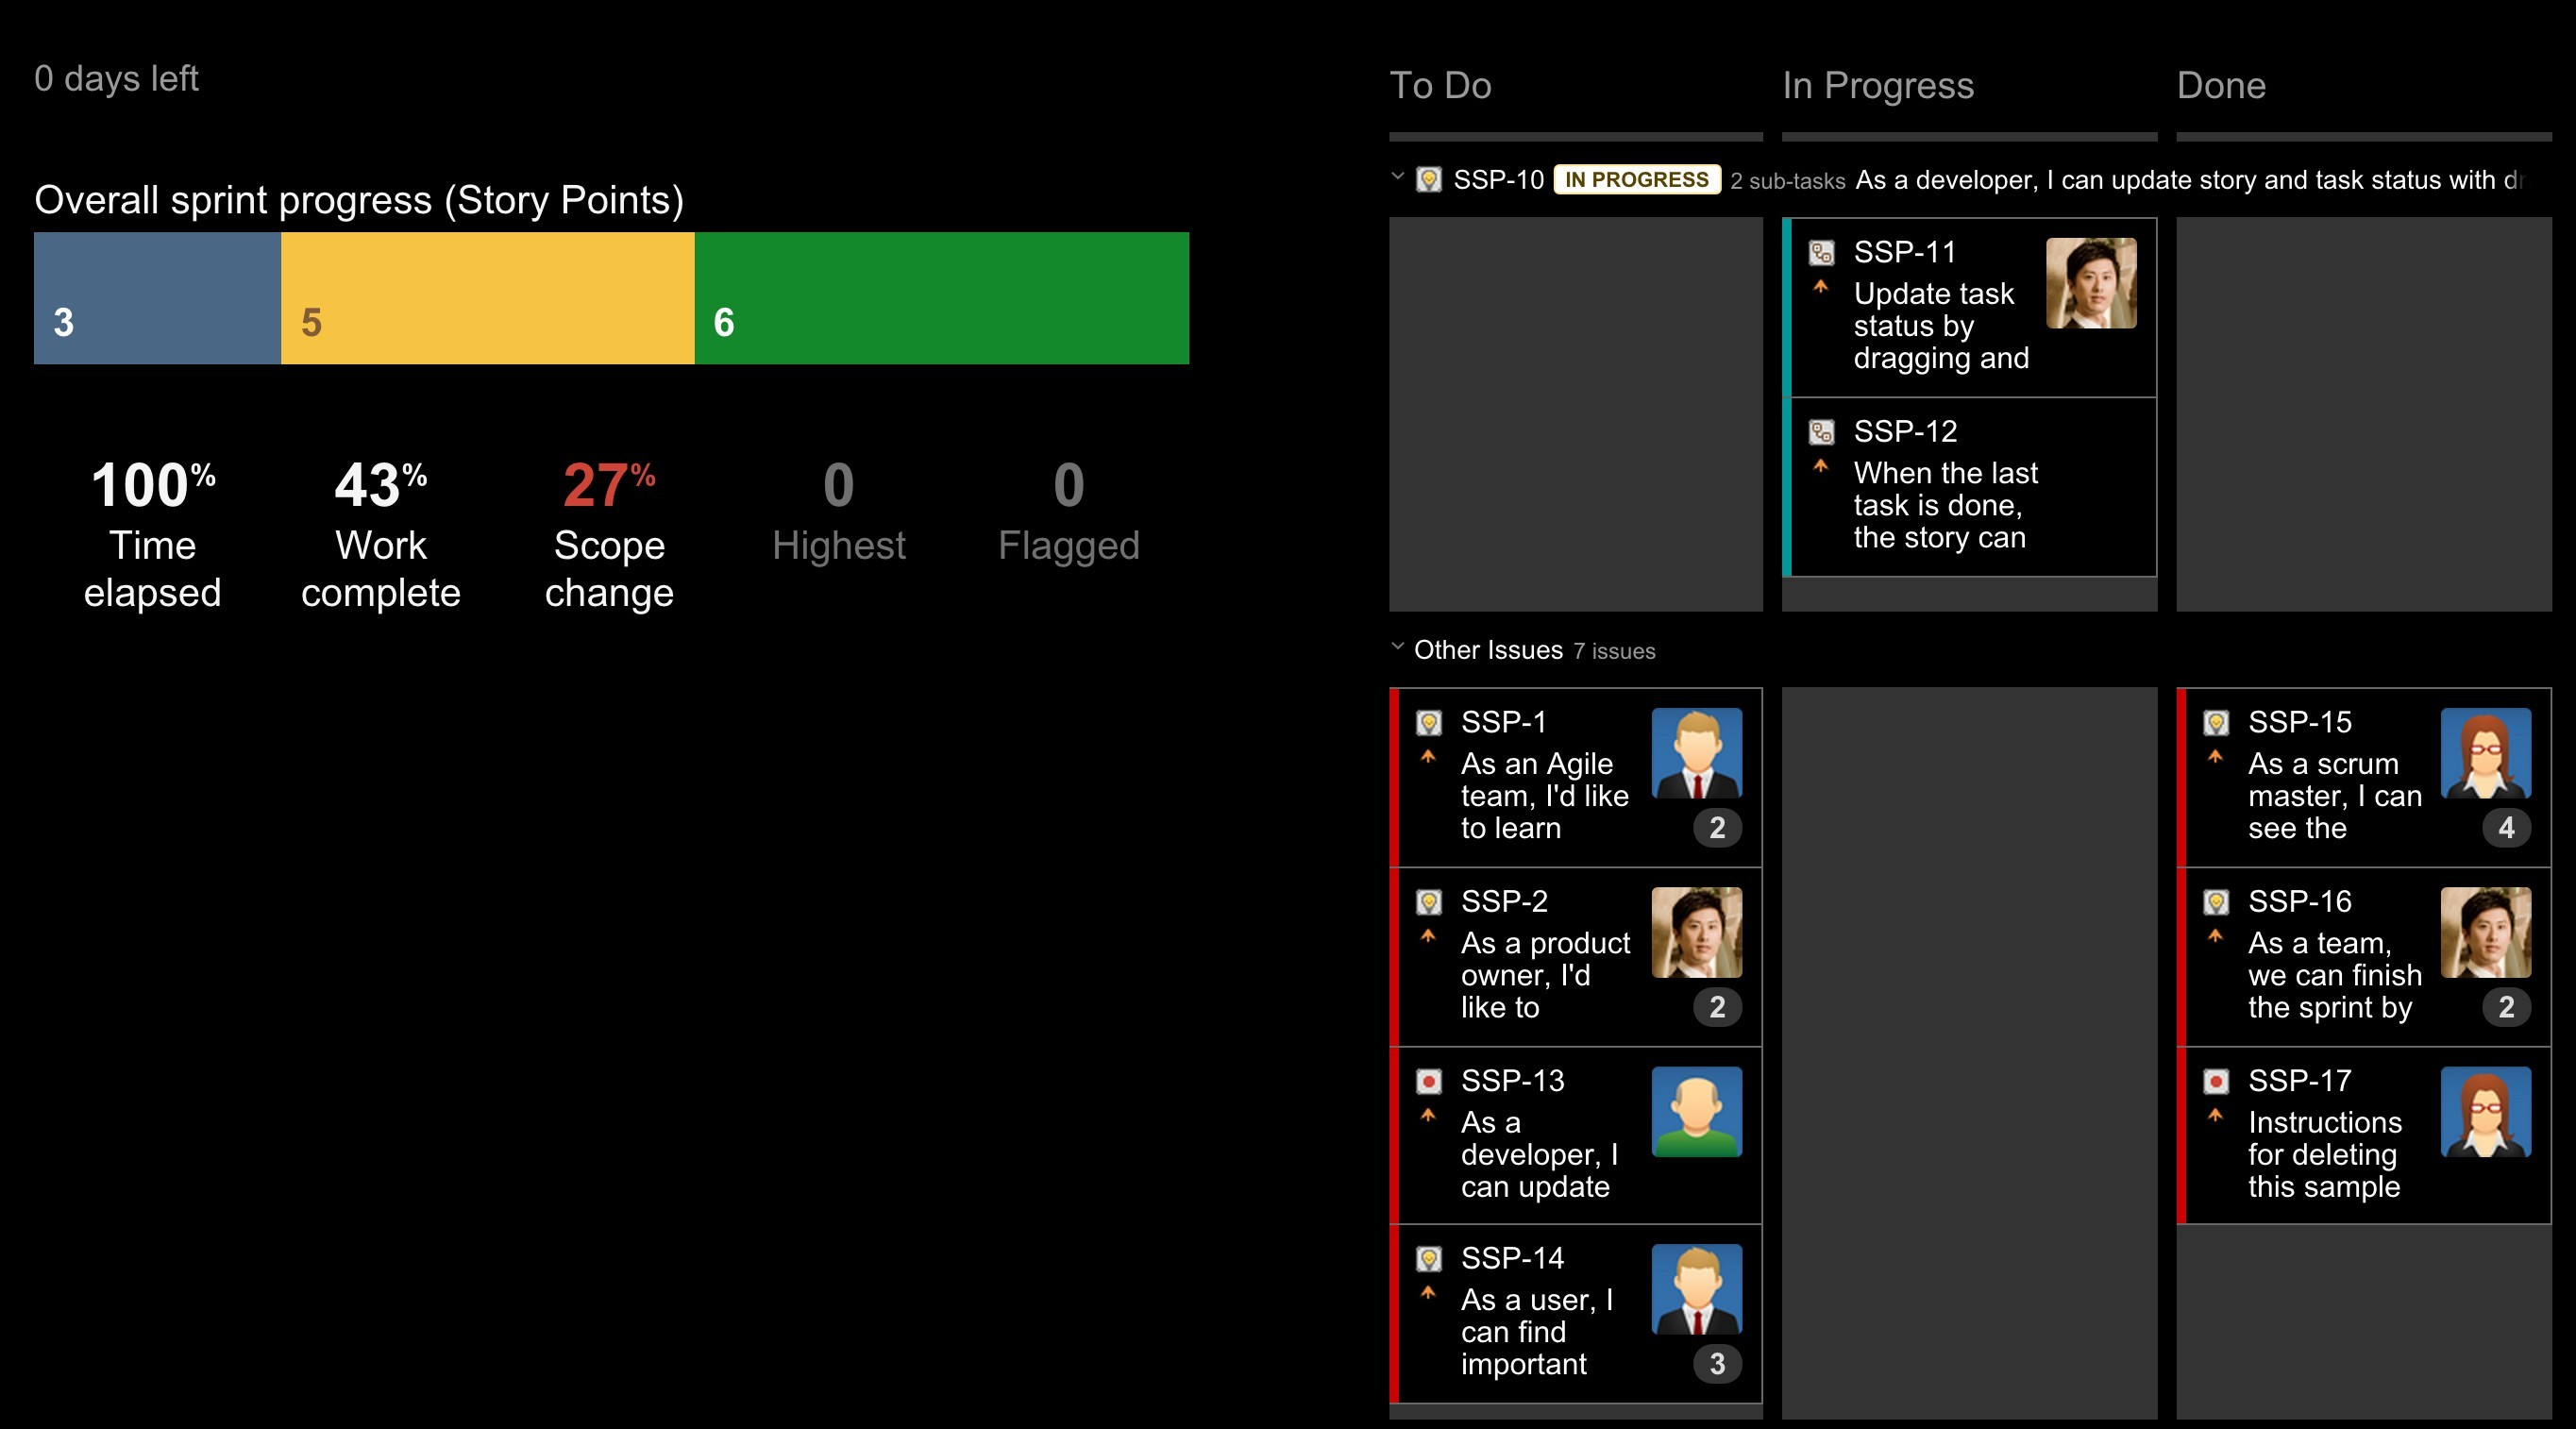 0 days left
Overall sprint progress (Story Points)
3
5
6
100%
Time
elapsed
43%
Work
complete
27%
Scope
change
0
Highest
0
Flagged
To Do
In Progress
Done
SSP-10 IN PROGRESS 2 sub-tasks As a developer, I can update story and task status with dr
SSP-11
Update task
status by
dragging and
SSP-12
When the last
task is done,
the story can
Other Issues 7 issues
SSP-1
As an Agile
team, I'd like
to learn
2
SSP-2
As a product
owner, I'd
like to
2
SSP-13
As a
developer, I
can update
SSP-14
As a user, I
can find
important
3
SSP-15
As a scrum
master, I can
see the
4
SSP-16
As a team,
we can finish
the sprint by
2
SSP-17
Instructions
for deleting
this sample